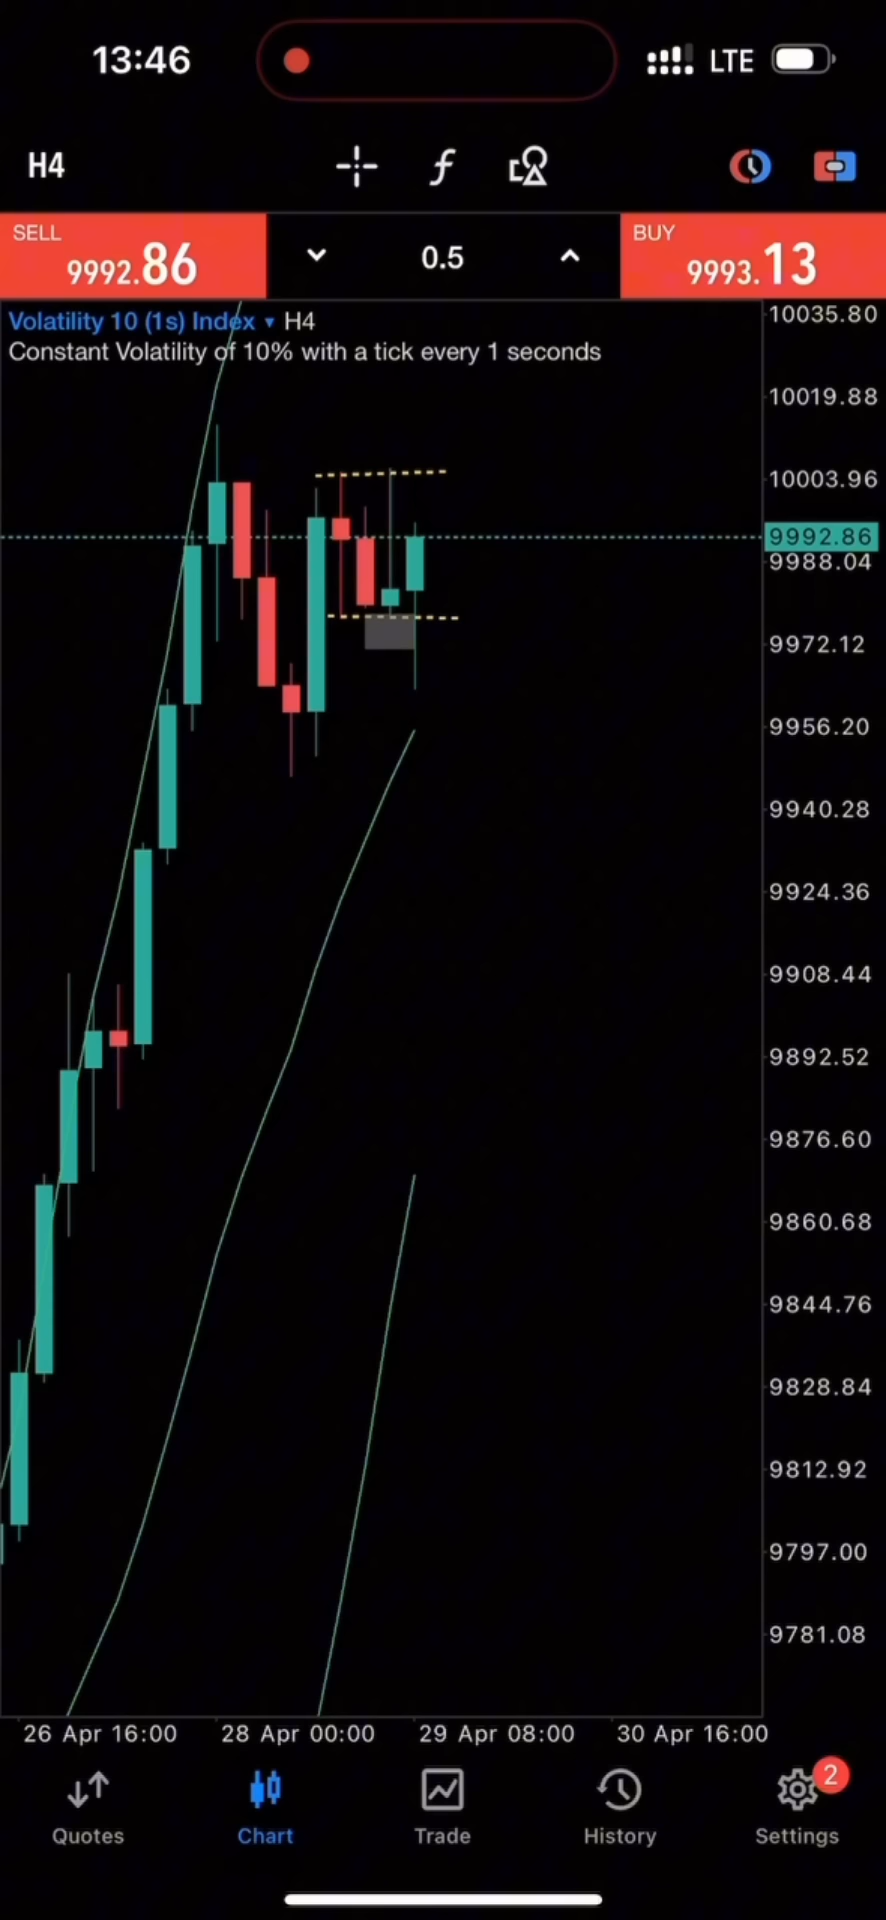 13:46 LTE
H4
SELL 9992.86
0.5
BUY 9993.13
Volatility 10 (1s) Index ▾ H4
Constant Volatility of 10% with a tick every 1 seconds
10035.80
10019.88
10003.96
9992.86
9988.04
9972.12
9956.20
9940.28
9924.36
9908.44
9892.52
9876.60
9860.68
9844.76
9828.84
9812.92
9797.00
9781.08
26 Apr 16:00 28 Apr 00:00 29 Apr 08:00 30 Apr 16:00
2
Quotes Chart Trade History Settings